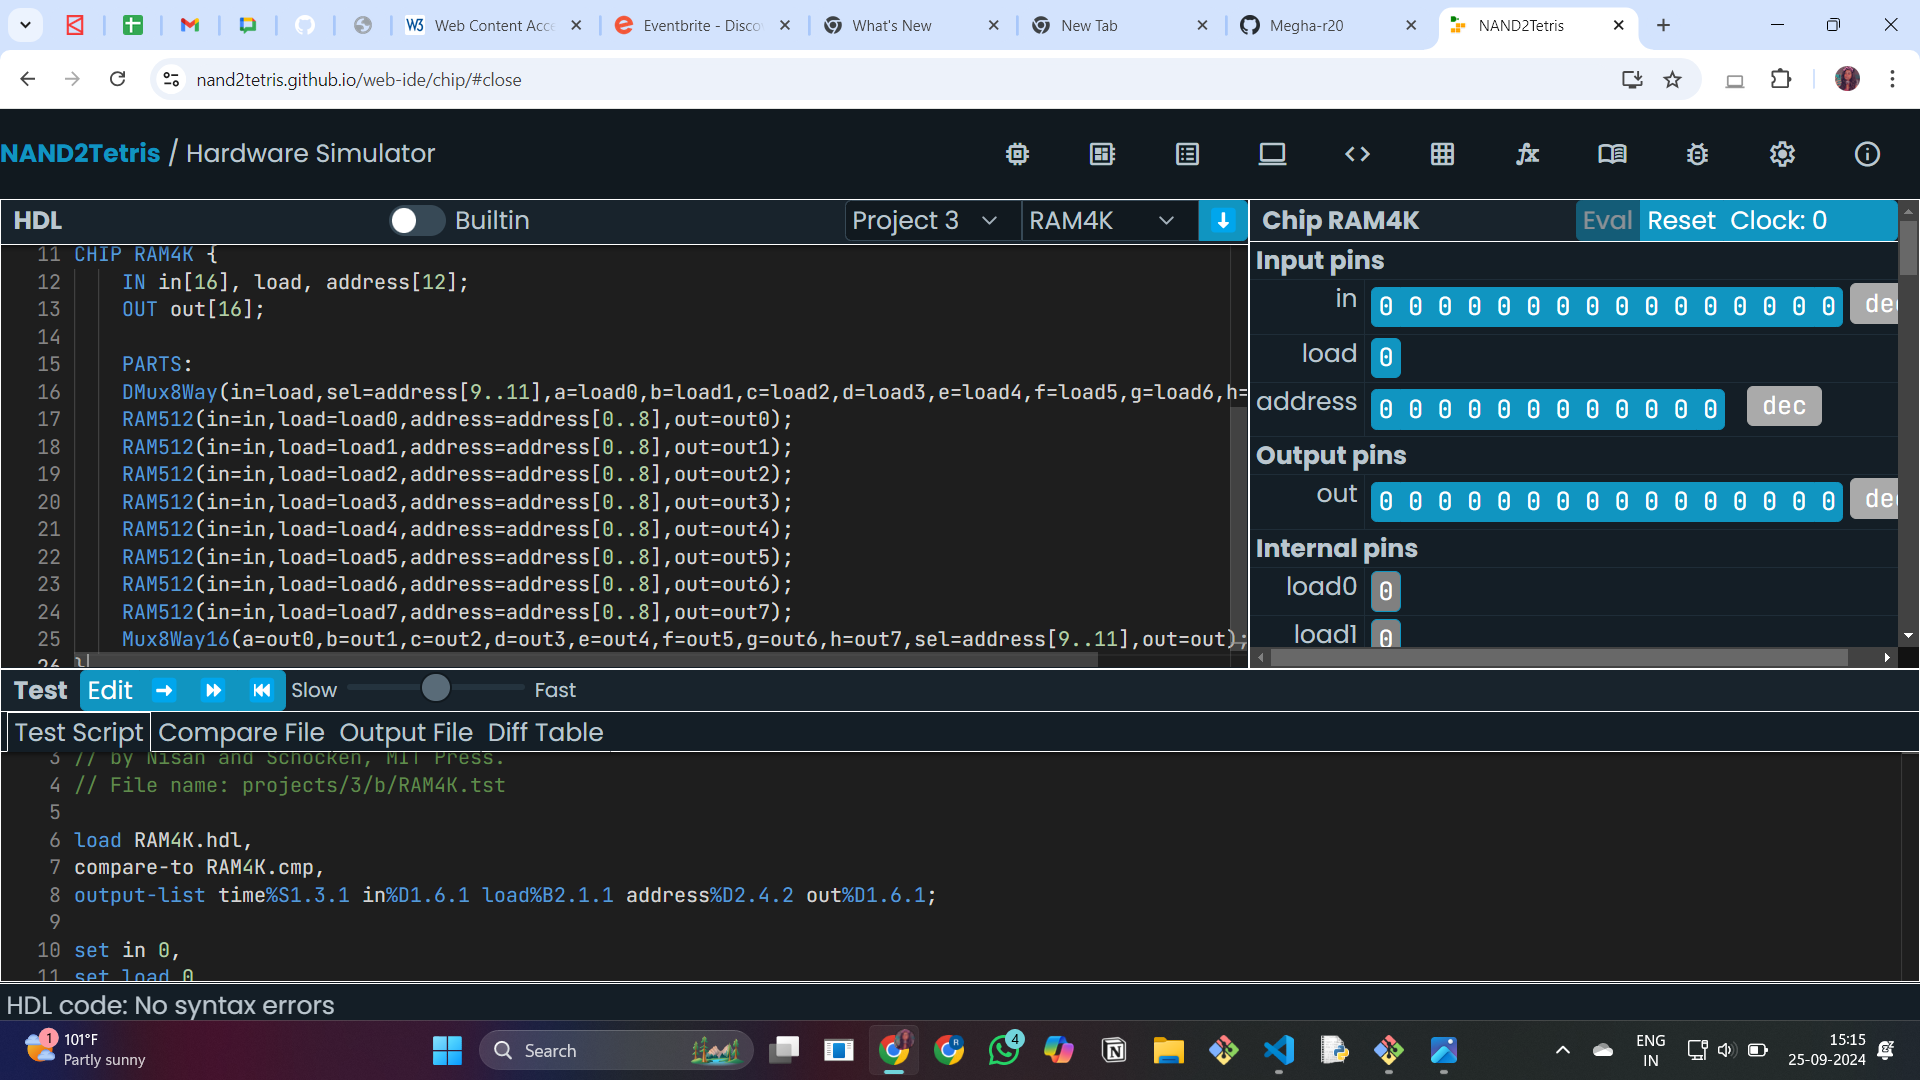 Web Content Acce
Eventbrite - Disco
What's New
New Tab
Megha-r20
NAND2Tetris
nand2tetris.github.io/web-ide/chip/#close
NAND2Tetris / Hardware Simulator
HDL
Builtin
Project 3
RAM4K
11 CHIP RAM4K {
12 IN in[16], load, address[12];
13 OUT out[16];
14
15 PARTS:
16 DMux8Way(in=load,sel=address[9..11],a=load0,b=load1,c=load2,d=load3,e=load4,f=load5,g=load6,h=
17 RAM512(in=in,load=load0,address=address[0..8],out=out0);
18 RAM512(in=in,load=load1,address=address[0..8],out=out1);
19 RAM512(in=in,load=load2,address=address[0..8],out=out2);
20 RAM512(in=in,load=load3,address=address[0..8],out=out3);
21 RAM512(in=in,load=load4,address=address[0..8],out=out4);
22 RAM512(in=in,load=load5,address=address[0..8],out=out5);
23 RAM512(in=in,load=load6,address=address[0..8],out=out6);
24 RAM512(in=in,load=load7,address=address[0..8],out=out7);
25 Mux8Way16(a=out0,b=out1,c=out2,d=out3,e=out4,f=out5,g=out6,h=out7,sel=address[9..11],out=out);
26 }
Chip RAM4K
Eval Reset Clock: 0
Input pins
in 0 0 0 0 0 0 0 0 0 0 0 0 0 0 0 0 dec
load 0
address 0 0 0 0 0 0 0 0 0 0 0 0 dec
Output pins
out 0 0 0 0 0 0 0 0 0 0 0 0 0 0 0 0 dec
Internal pins
load0 0
load1 0
Test Edit Slow Fast
Test Script Compare File Output File Diff Table
3 // by Nisan and Schocken, MIT Press.
4 // File name: projects/3/b/RAM4K.tst
5
6 load RAM4K.hdl,
7 compare-to RAM4K.cmp,
8 output-list time%S1.3.1 in%D1.6.1 load%B2.1.1 address%D2.4.2 out%D1.6.1;
9
10 set in 0,
11 set load 0
HDL code: No syntax errors
1
101°F
Partly sunny
Search
4
ENG
IN
15:15
25-09-2024